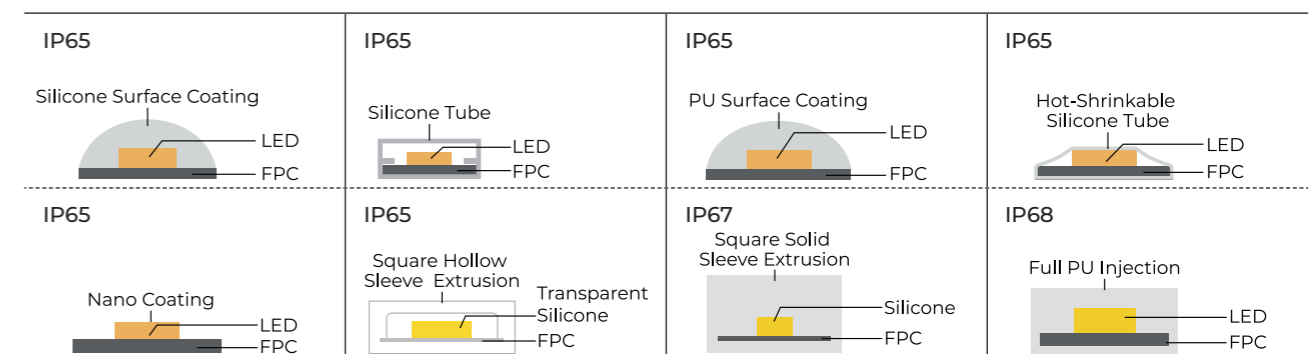 IP65
Silicone Surface Coating
LED
FPC
IP65
Silicone Tube
LED
FPC
IP65
PU Surface Coating
LED
FPC
IP65
Hot-Shrinkable
Silicone Tube
LED
FPC
IP65
Nano Coating
LED
FPC
IP65
Square Hollow
Sleeve Extrusion
Transparent
Silicone
FPC
IP67
Square Solid
Sleeve Extrusion
Silicone
FPC
IP68
Full PU Injection
LED
FPC